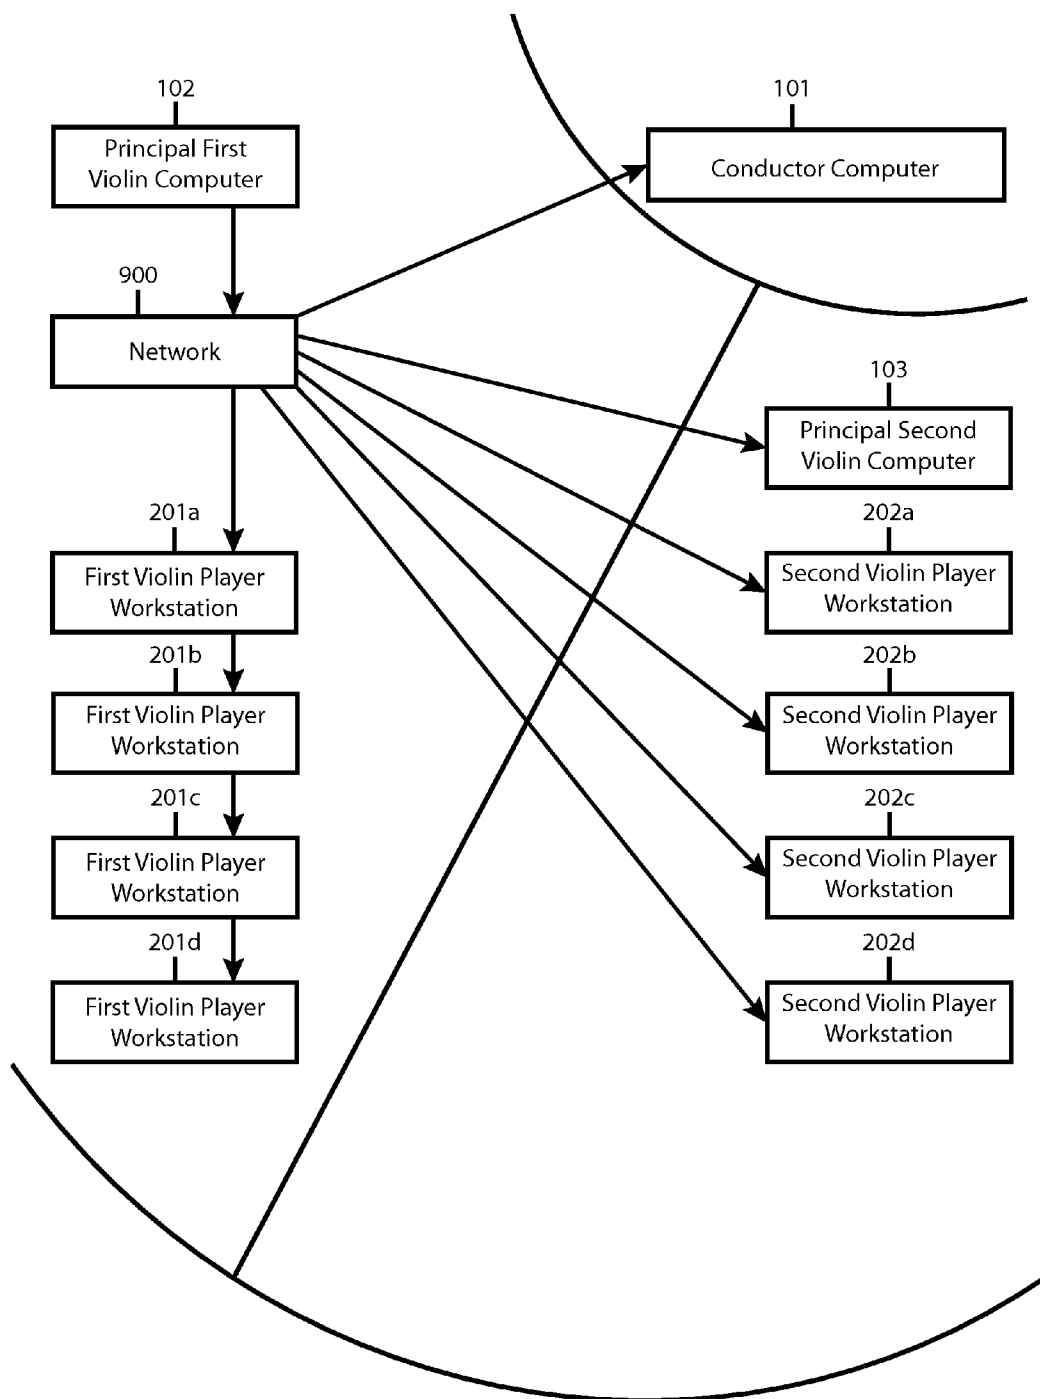 102
Principal First
Violin Computer
101
Conductor Computer
900
Network
103
Principal Second
Violin Computer
201a
First Violin Player
Workstation
202a
Second Violin Player
Workstation
201b
First Violin Player
Workstation
202b
Second Violin Player
Workstation
201c
First Violin Player
Workstation
202c
Second Violin Player
Workstation
201d
First Violin Player
Workstation
202d
Second Violin Player
Workstation